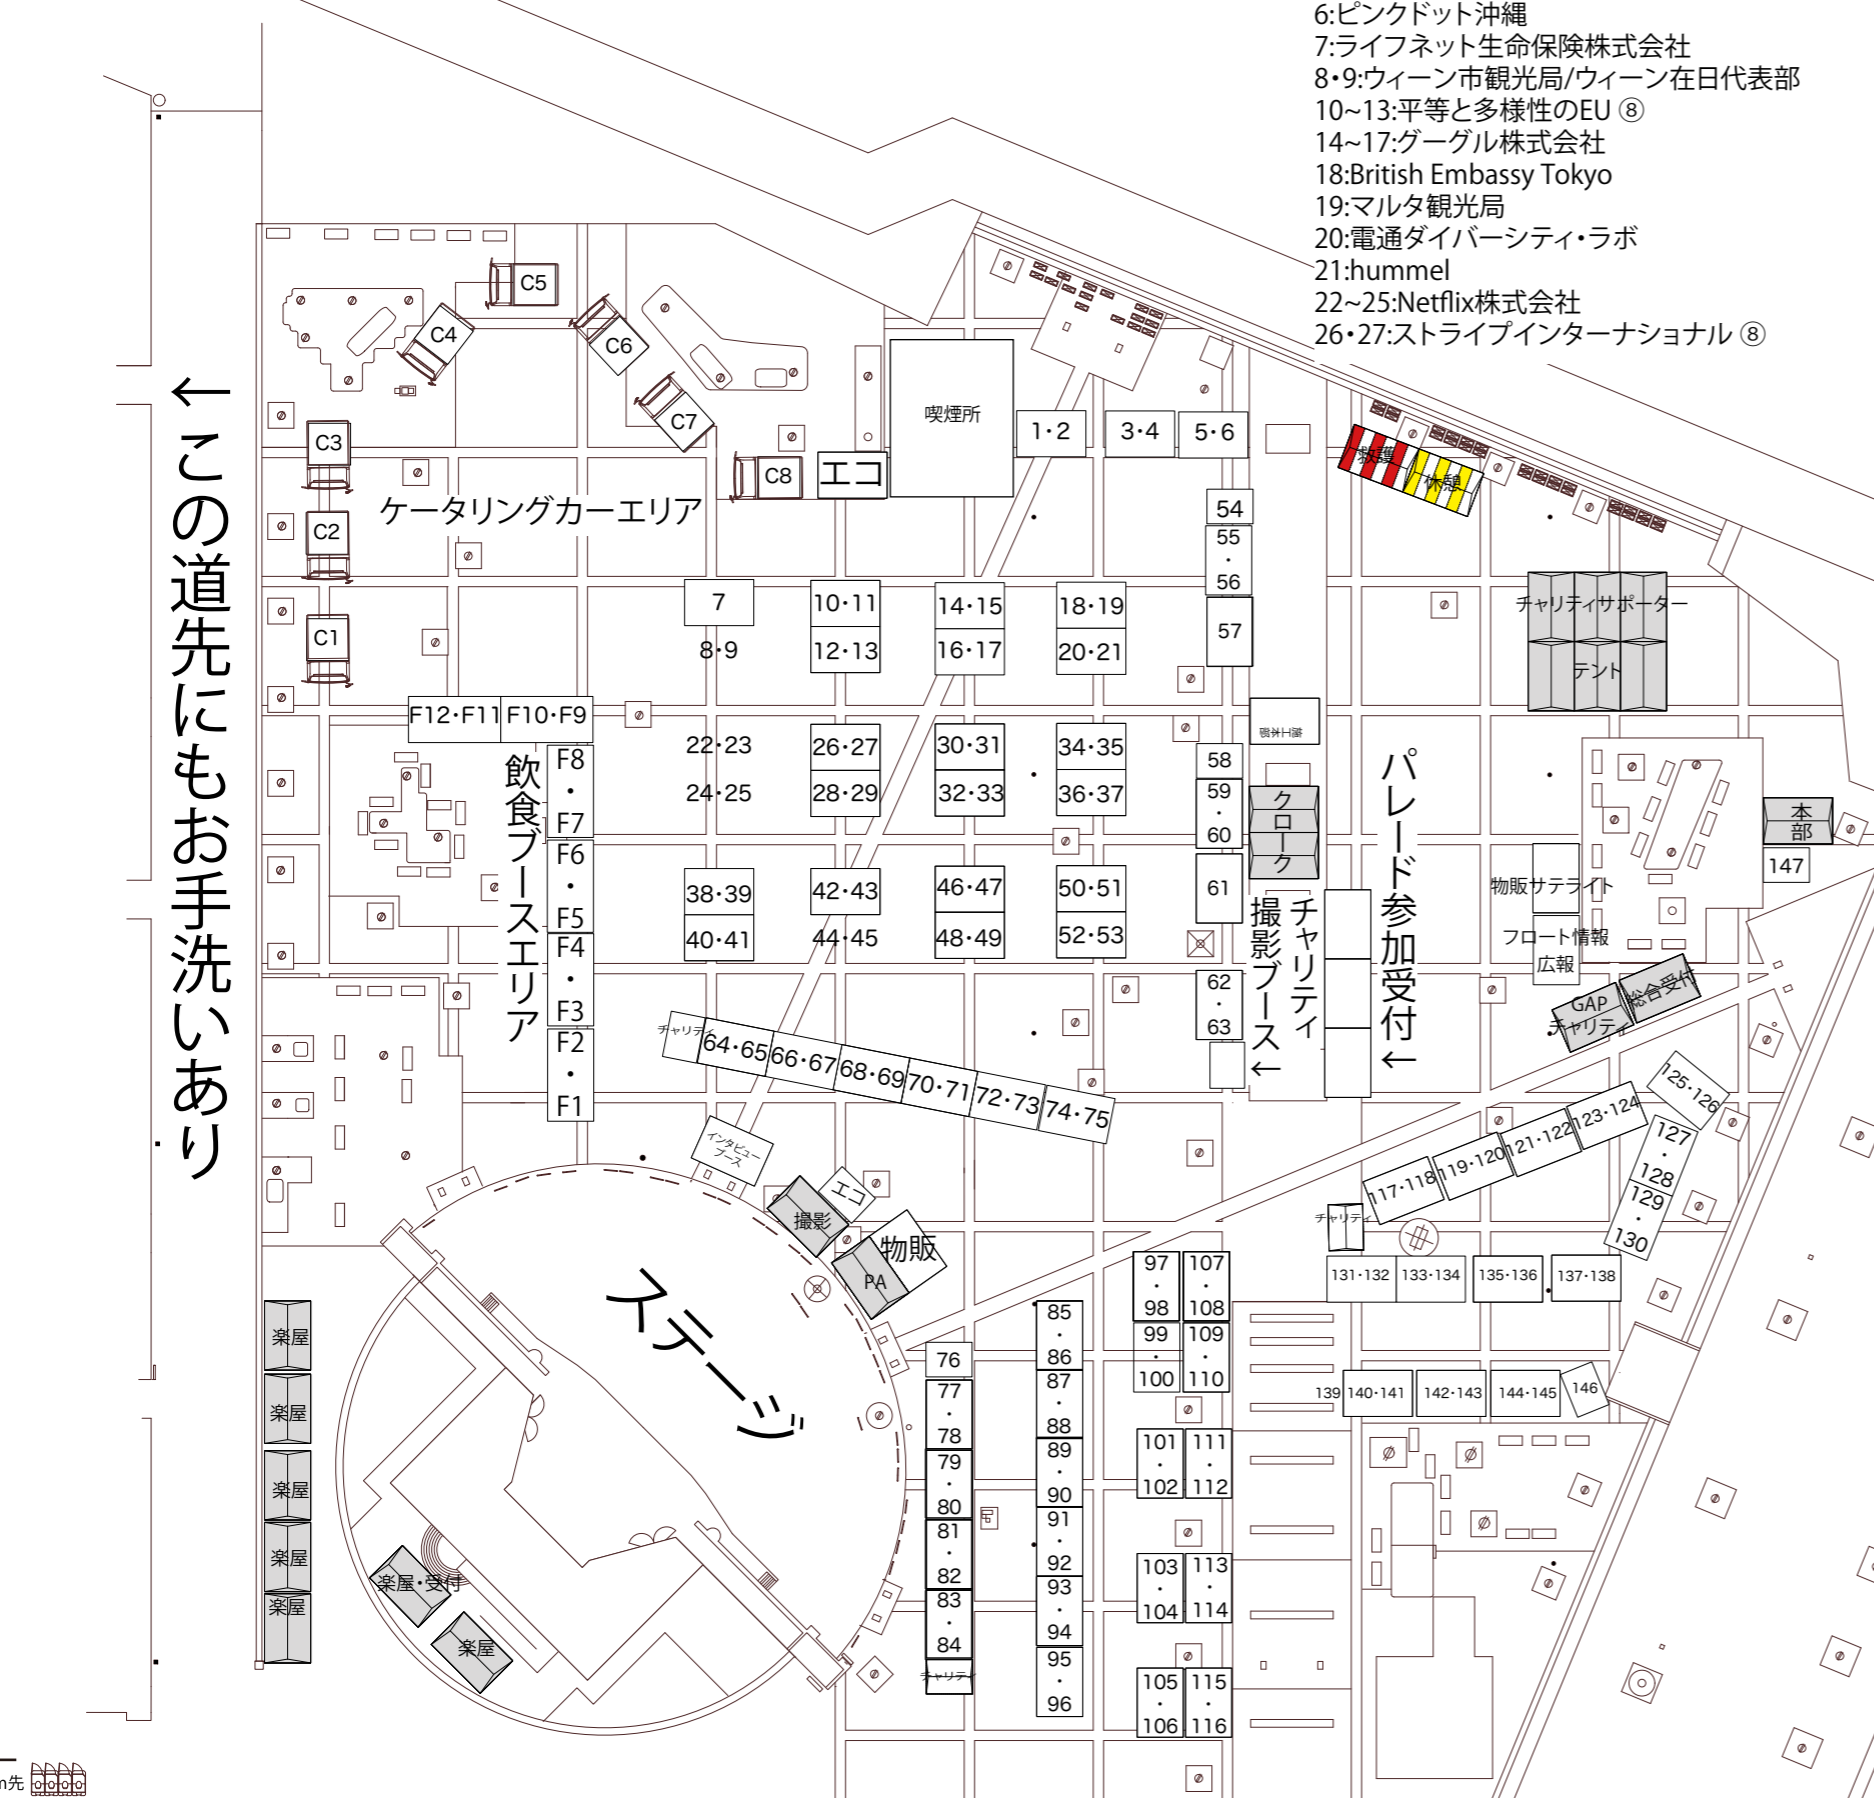 6:ピンクドット沖縄
7:ライフネット生命保険株式会社
8・9:ウィーン市観光局/ウィーン在日代表部
10~13:平等と多様性のEU ⑧
14~17:グーグル株式会社
18:British Embassy Tokyo
19:マルタ観光局
20:電通ダイバーシティ・ラボ
21:hummel
22~25:Netflix株式会社
26・27:ストライプインターナショナル ⑧
←この道先にもお手洗いあり
C5
C4
C6
C7
C3
C8
エコ
喫煙所
1・2
3・4
5・6
救護
休憩
ケータリングカーエリア
C2
C1
54
55・56
57
7
10・11
14・15
18・19
8・9
12・13
16・17
20・21
チャリティサポーター
テント
F12・F11
F10・F9
22・23
26・27
30・31
34・35
24・25
28・29
32・33
36・37
飲食ブースエリア
F8・F7
F6・F5
F4・F3
F2・F1
58
59・60
61
クローク
パレード参加受付←
本部
147
38・39
42・43
46・47
50・51
40・41
44・45
48・49
52・53
チャリティ
撮影ブース←
物販サテライト
フロート情報
広報
62・63
GAP
チャリティ
総合受付
チャリティ
64・65
66・67
68・69
70・71
72・73
74・75
インタビュー
ブース
撮影
エコ
物販
PA
ステージ
125・126
123・124
121・122
119・120
117・118
127・128
129・130
チャリティ
131・132
133・134
135・136
137・138
139
140・141
142・143
144・145
146
97・98
107・108
99・100
109・110
101・102
111・112
103・104
113・114
105・106
115・116
85・86
87・88
89・90
91・92
93・94
95・96
76
77・78
79・80
81・82
83・84
チャリティ
楽屋
楽屋
楽屋
楽屋
楽屋
楽屋・受付
楽屋
m先